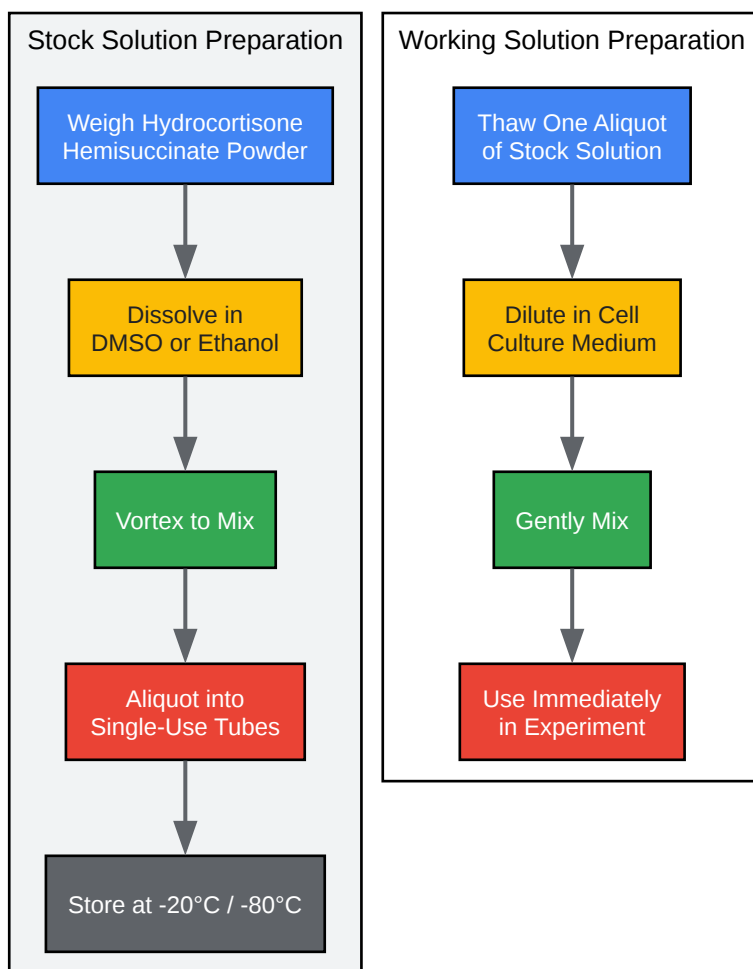 Stock Solution Preparation
Weigh Hydrocortisone
Hemisuccinate Powder
Dissolve in
DMSO or Ethanol
Vortex to Mix
Aliquot into
Single-Use Tubes
Store at -20°C / -80°C
Working Solution Preparation
Thaw One Aliquot
of Stock Solution
Dilute in Cell
Culture Medium
Gently Mix
Use Immediately
in Experiment